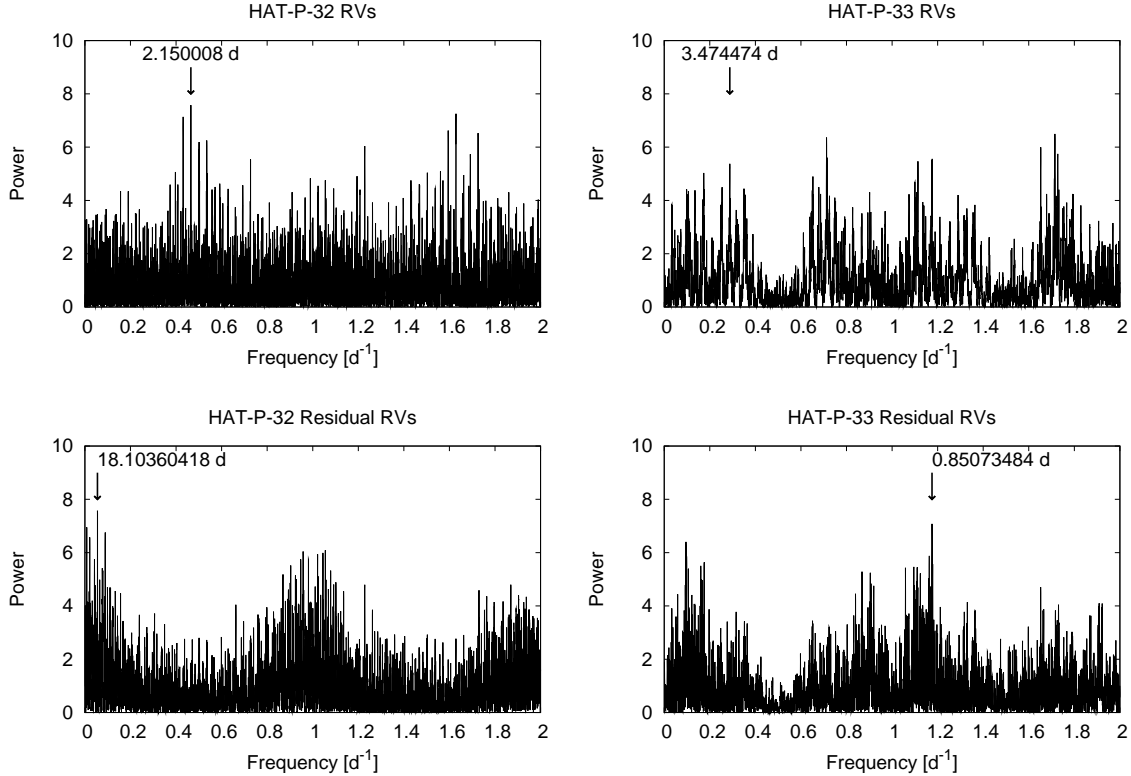 HAT-P-32 RVs
2.150008 d
Power
10
8
6
4
2
0
0 0.2 0.4 0.6 0.8 1 1.2 1.4 1.6 1.8 2
Frequency [d⁻¹]
HAT-P-33 RVs
3.474474 d
Power
10
8
6
4
2
0
0 0.2 0.4 0.6 0.8 1 1.2 1.4 1.6 1.8 2
Frequency [d⁻¹]
HAT-P-32 Residual RVs
18.10360418 d
Power
10
8
6
4
2
0
0 0.2 0.4 0.6 0.8 1 1.2 1.4 1.6 1.8 2
Frequency [d⁻¹]
HAT-P-33 Residual RVs
0.85073484 d
Power
10
8
6
4
2
0
0 0.2 0.4 0.6 0.8 1 1.2 1.4 1.6 1.8 2
Frequency [d⁻¹]